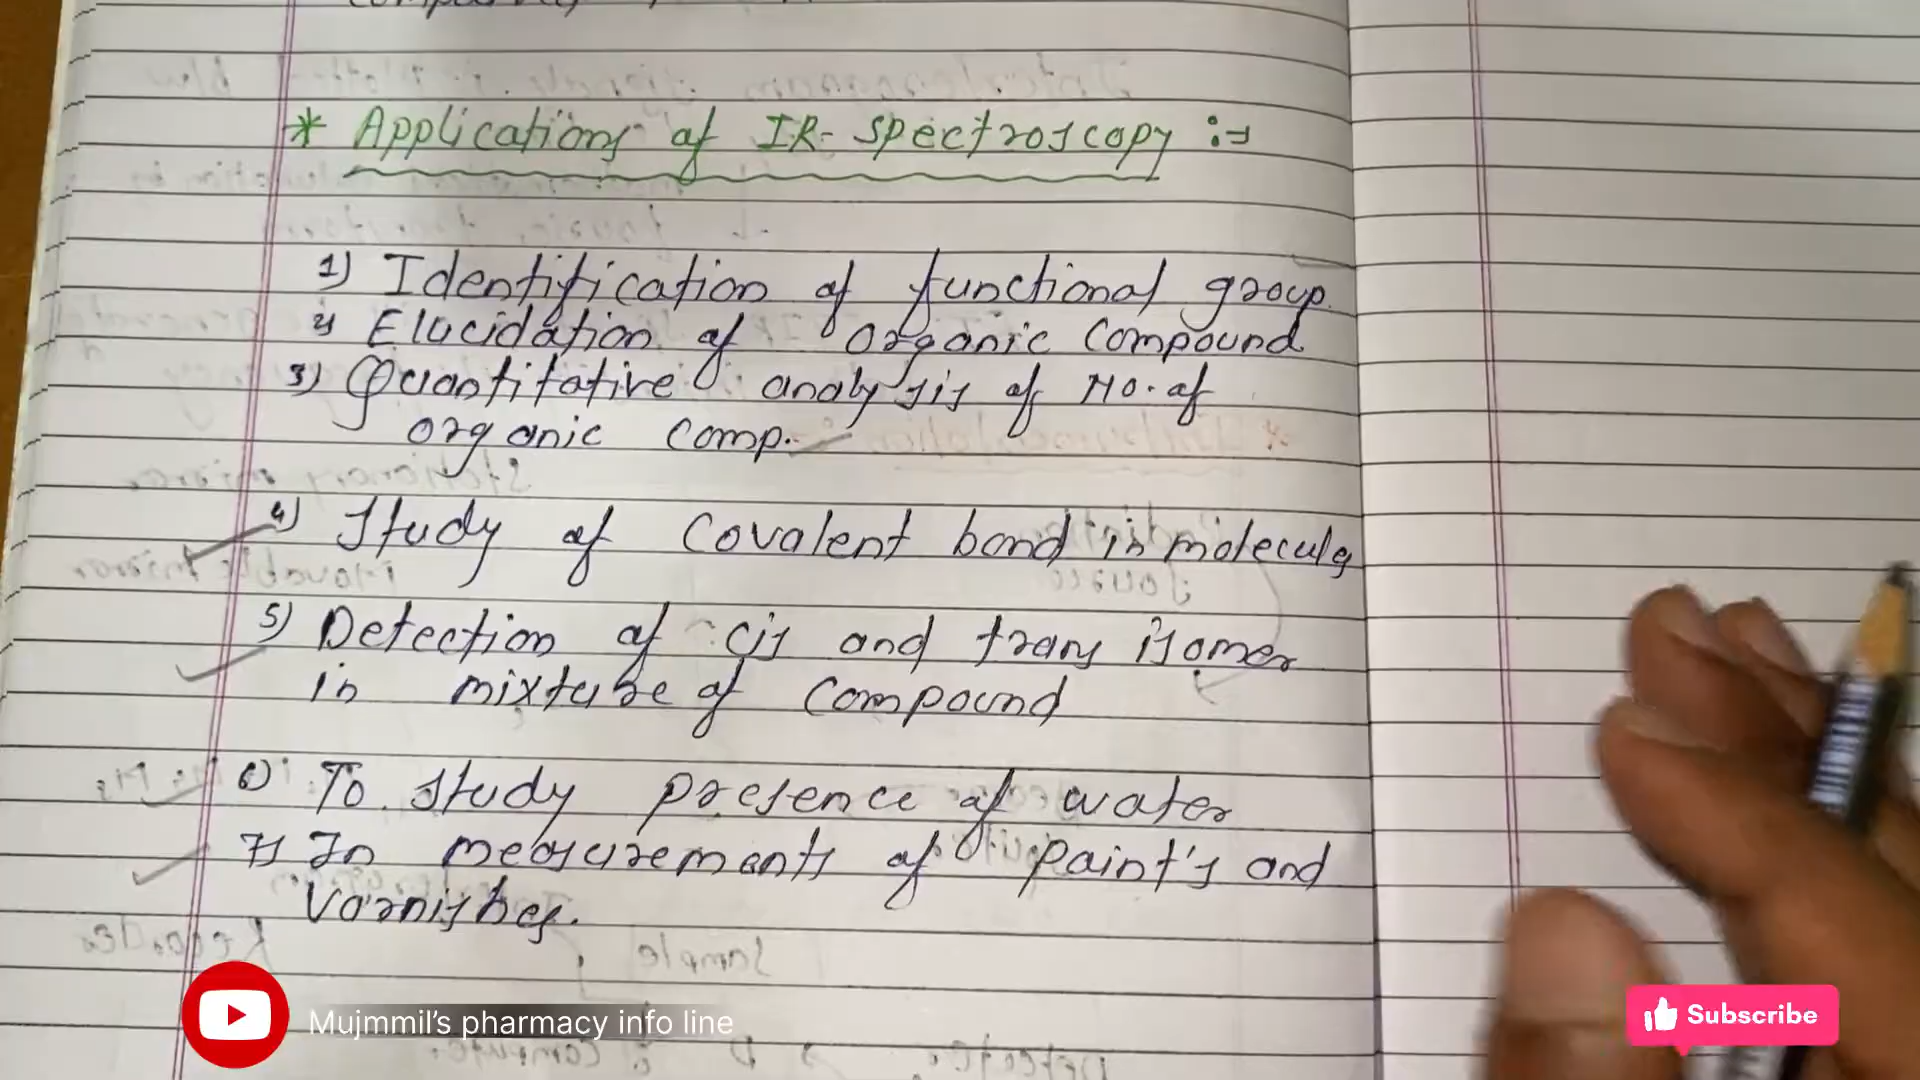 * Applications of IR- spectroscopy :-
1) Identification of functional group.
2) Elucidation of organic compound
3) Quantitative analysis of No. of
organic comp.
4) Study of covalent bond in molecules
5) Detection of cis and trans isomer
in mixture of compound
6) To study presence of water
7) In measurements of paint's and
varnishes.
Mujmmil's pharmacy info line
Subscribe